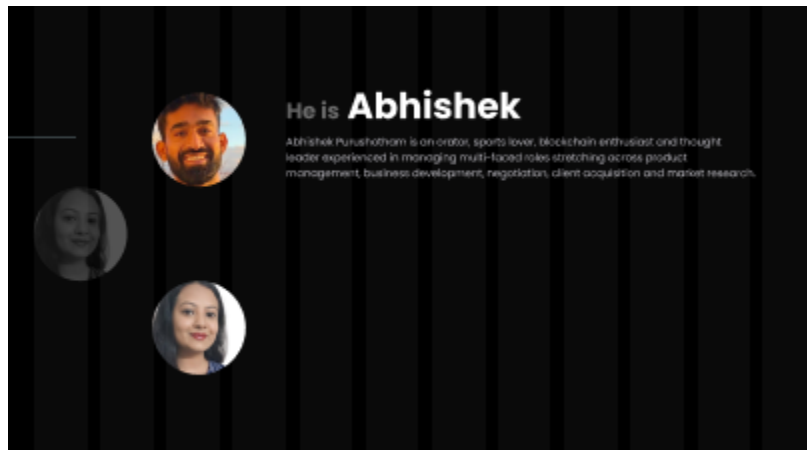 He is Abhishek
Abhishek Purushotham is an orator, sports lover, blockchain enthusiast and thought
leader experienced in managing multi-faced roles stretching across product
management, business development, negotiation, client acquisition and market research.